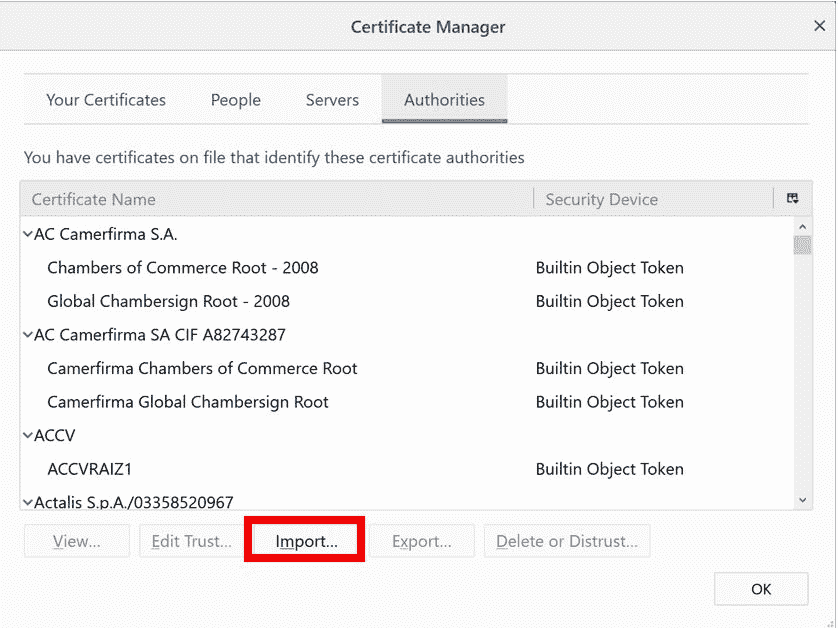 Certificate Manager
Your Certificates People Servers Authorities
You have certificates on file that identify these certificate authorities
Certificate Name Security Device
AC Camerfirma S.A.
Chambers of Commerce Root - 2008 Builtin Object Token
Global Chambersign Root - 2008 Builtin Object Token
AC Camerfirma SA CIF A82743287
Camerfirma Chambers of Commerce Root Builtin Object Token
Camerfirma Global Chambersign Root Builtin Object Token
ACCV
ACCVRAIZ1 Builtin Object Token
Actalis S.p.A./03358520967
View... Edit Trust... Import... Export... Delete or Distrust...
OK